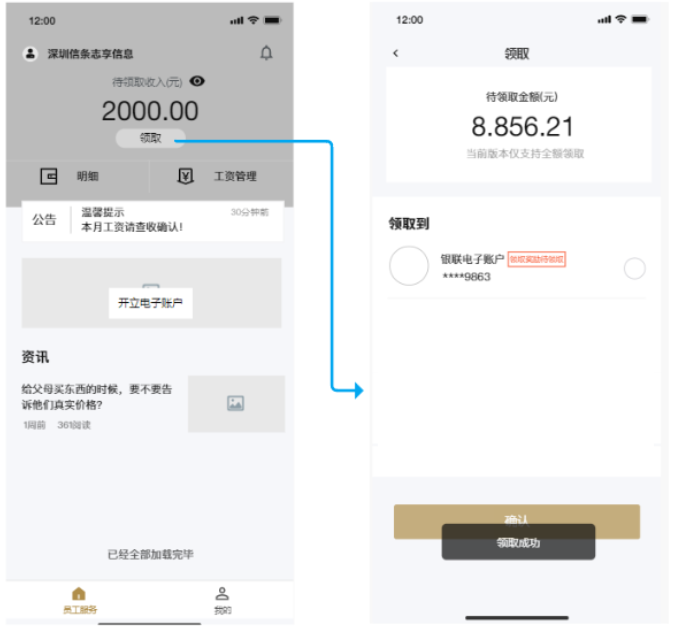 12:00
深圳信条志享信息
待领取收入(元)
2000.00
领取
明细
工资管理
公告
温馨提示
30分钟前
本月工资请查收确认!
开立电子账户
资讯
给父母买东西的时候，要不要告
诉他们真实价格?
1周前 361阅读
已经全部加载完毕
员工服务
我的
12:00
领取
待领取金额(元)
8.856.21
当前版本仅支持全额领取
领取到
银联电子账户 领取奖励待领取
****9863
确认
领取成功